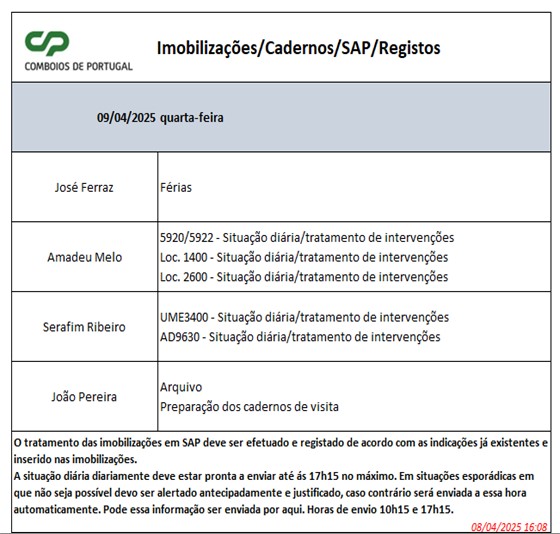 CP
COMBOIOS DE PORTUGAL
Imobilizações/Cadernos/SAP/Registos
09/04/2025 quarta-feira
José Ferraz
Férias
Amadeu Melo
5920/5922 - Situação diária/tratamento de intervenções
Loc. 1400 - Situação diária/tratamento de intervenções
Loc. 2600 - Situação diária/tratamento de intervenções
Serafim Ribeiro
UME3400 - Situação diária/tratamento de intervenções
AD9630 - Situação diária/tratamento de intervenções
João Pereira
Arquivo
Preparação dos cadernos de visita
O tratamento das imobilizações em SAP deve ser efetuado e registado de acordo com as indicações já existentes e
inserido nas imobilizações.
A situação diária diariamente deve estar pronta a enviar até ás 17h15 no máximo. Em situações esporádicas em
que não seja possível devo ser alertado antecipadamente e justificado, caso contrário será enviada a essa hora
automaticamente. Pode essa informação ser enviada por aqui. Horas de envio 10h15 e 17h15.
08/04/2025 16:08